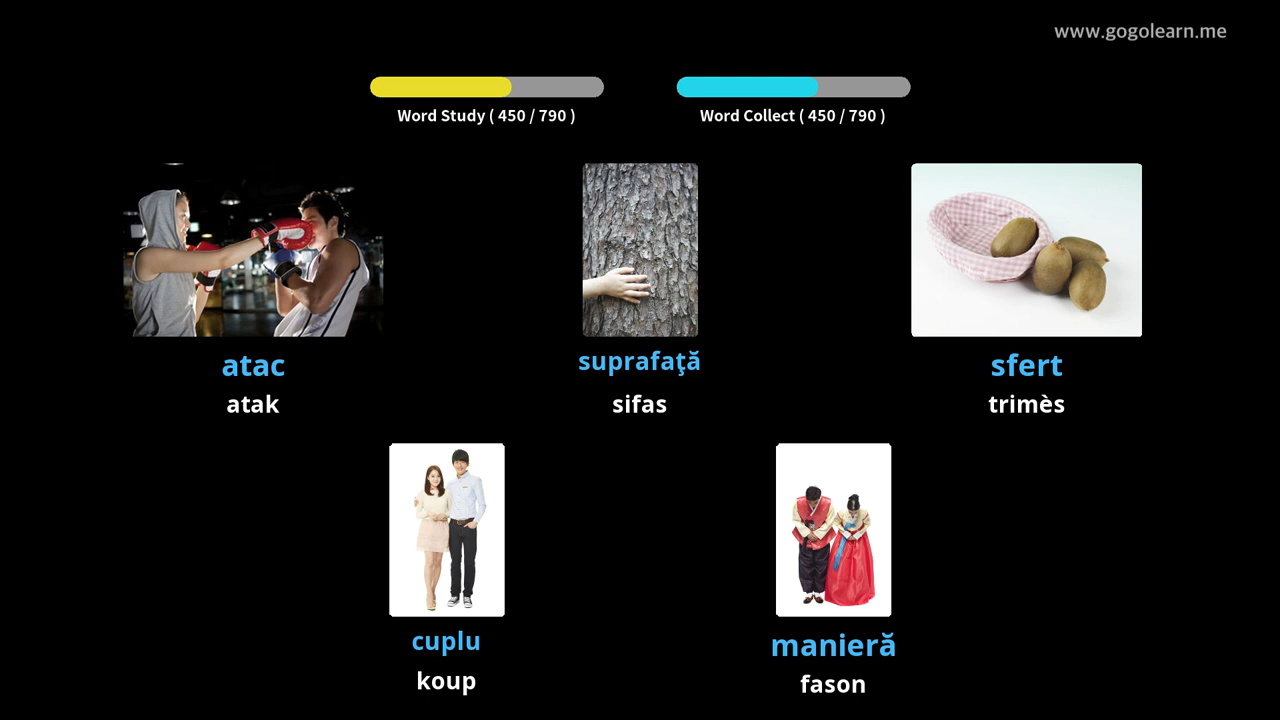 www.gogolearn.me
Word Study ( 450 / 790 )
Word Collect ( 450 / 790 )
atac
atak
suprafaţă
sifas
sfert
trimès
cuplu
koup
manieră
fason